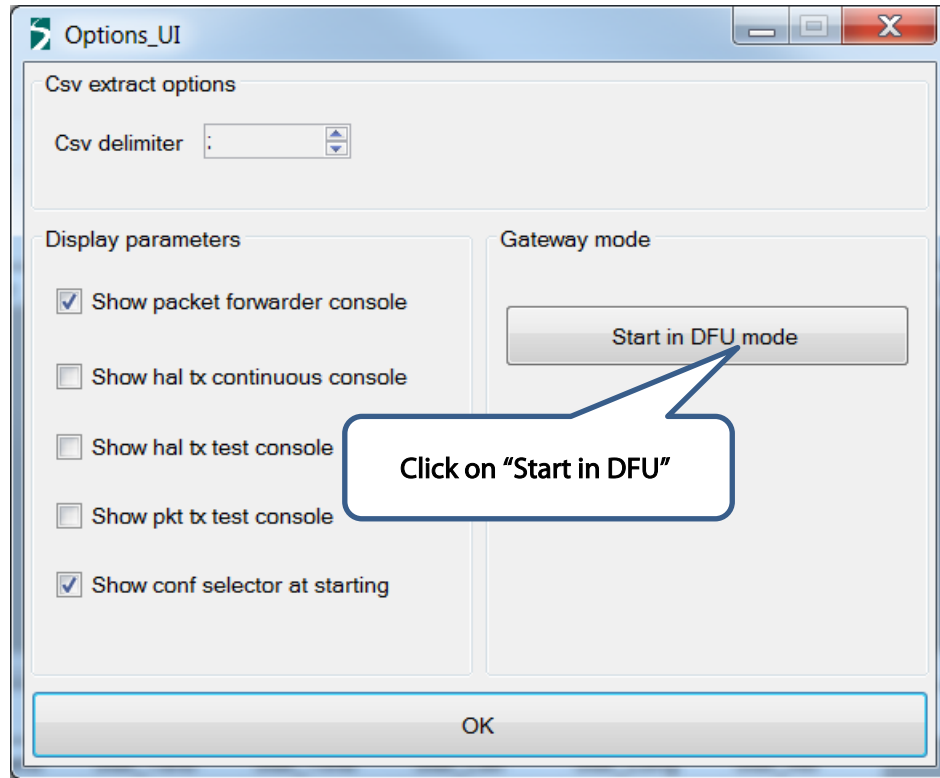 Options_UI
Csv extract options
Csv delimiter ;
Display parameters
Show packet forwarder console
Show hal tx continuous console
Show hal tx test console
Show pkt tx test console
Show conf selector at starting
Gateway mode
Start in DFU mode
Click on “Start in DFU”
OK